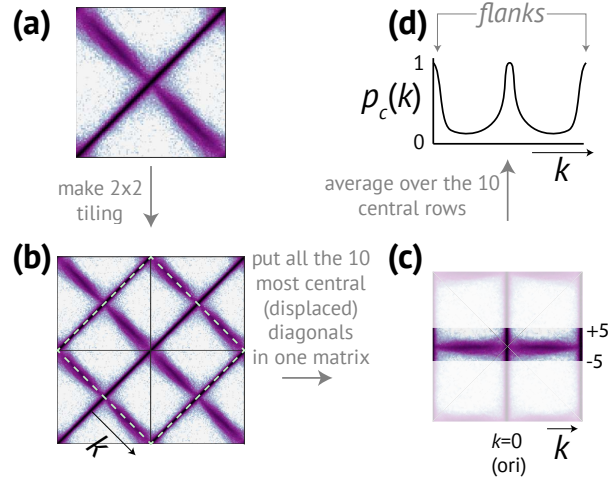 (a)
make 2x2
tiling
(b)
k
put all the 10
most central
(displaced)
diagonals
in one matrix
(d)
flanks
1
p_c(k)
0
k
average over the 10
central rows
(c)
+5
-5
k=0
(ori)
k